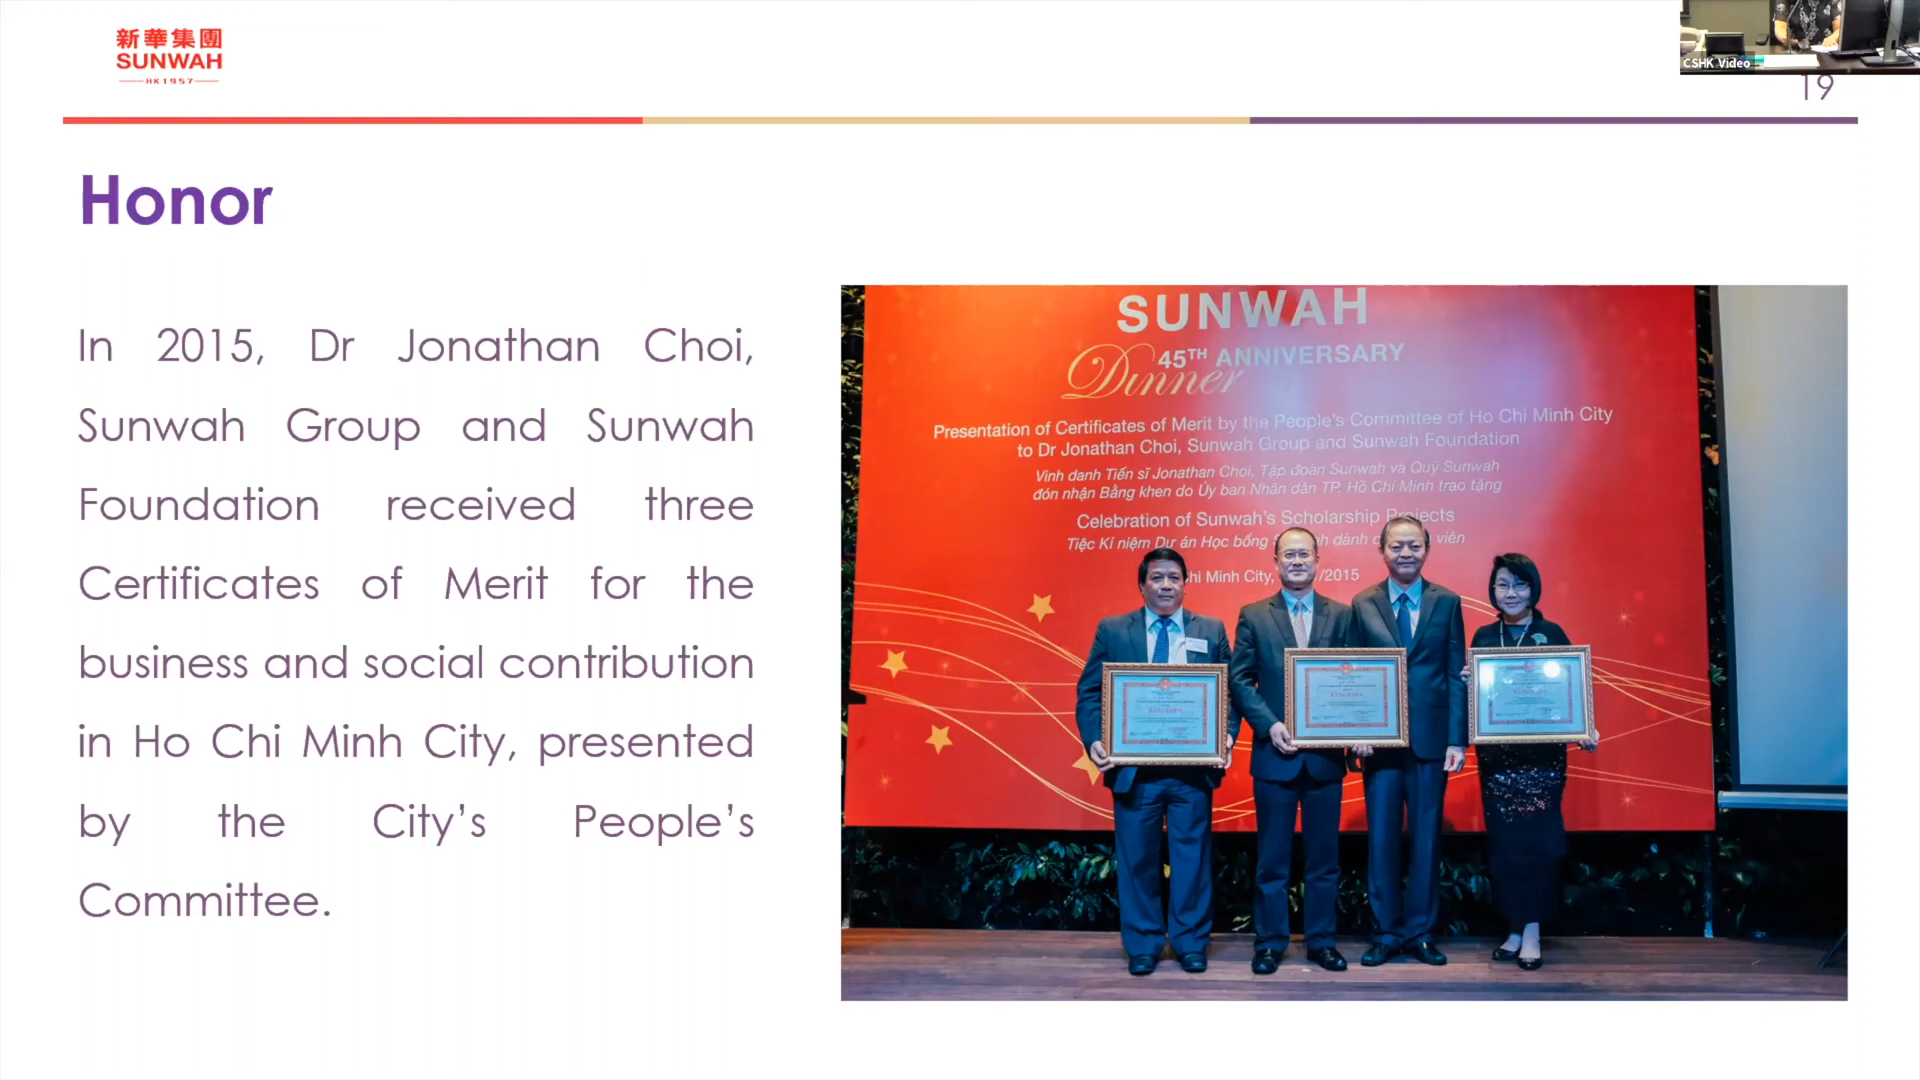 新華集團
SUNWAH
HK1957
CSHK Video
19
Honor
In 2015, Dr Jonathan Choi,
Sunwah Group and Sunwah
Foundation received three
Certificates of Merit for the
business and social contribution
in Ho Chi Minh City, presented
by the City’s People’s
Committee.
SUNWAH
45TH ANNIVERSARY
Dinner
Presentation of Certificates of Merit by the People's Committee of Ho Chi Minh City
to Dr Jonathan Choi, Sunwah Group and Sunwah Foundation
Vinh danh Tiến sĩ Jonathan Choi, Tập đoàn Sunwah và Quỹ Sunwah
đón nhận Bằng khen do Ủy ban Nhân dân TP. Hồ Chí Minh trao tặng
Celebration of Sunwah's Scholarship Projects
Tiệc Kỉ niệm Dự án Học bổng dành viên
Chi Minh City, /2015